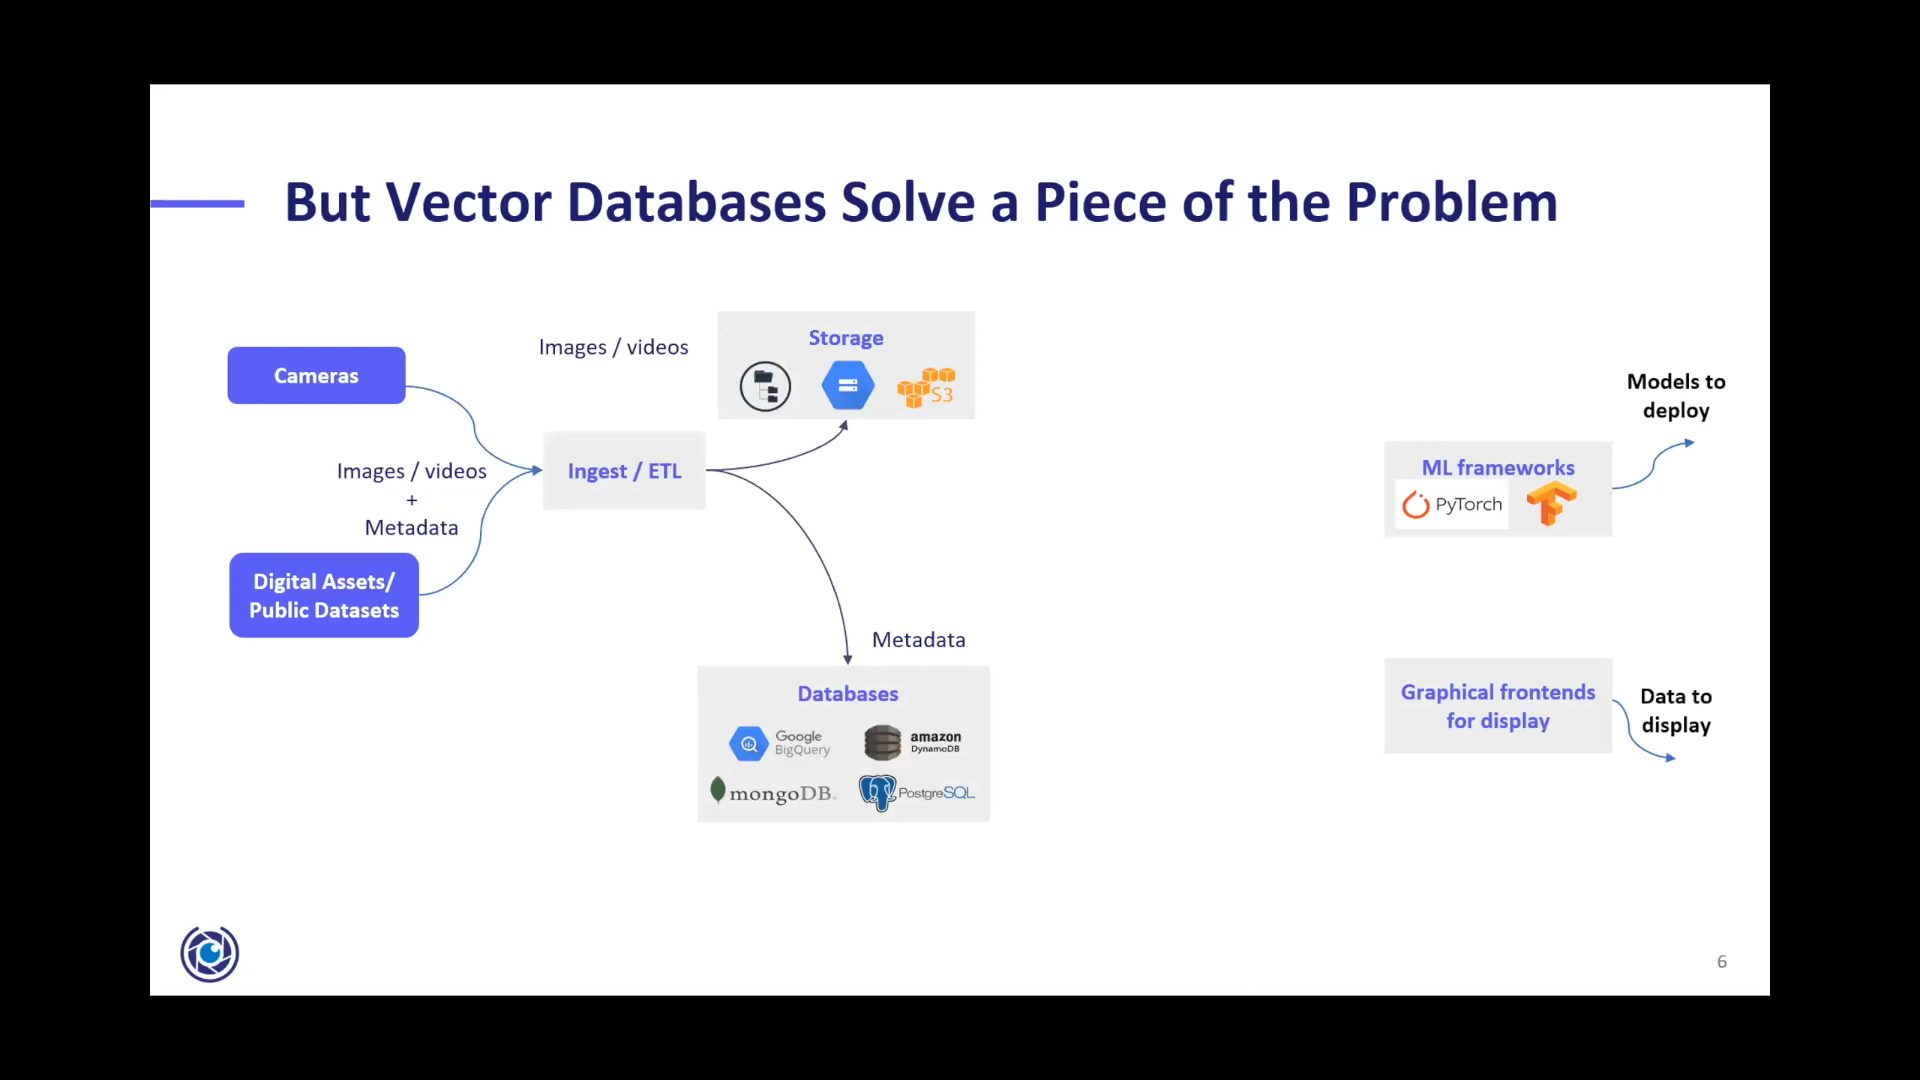 But Vector Databases Solve a Piece of the Problem
Cameras
Images / videos
+
Metadata
Digital Assets/
Public Datasets
Ingest / ETL
Images / videos
Storage
S3
Metadata
Databases
Google
BigQuery
amazon
DynamoDB
mongoDB.
PostgreSQL
ML frameworks
PyTorch
Models to
deploy
Graphical frontends
for display
Data to
display
6